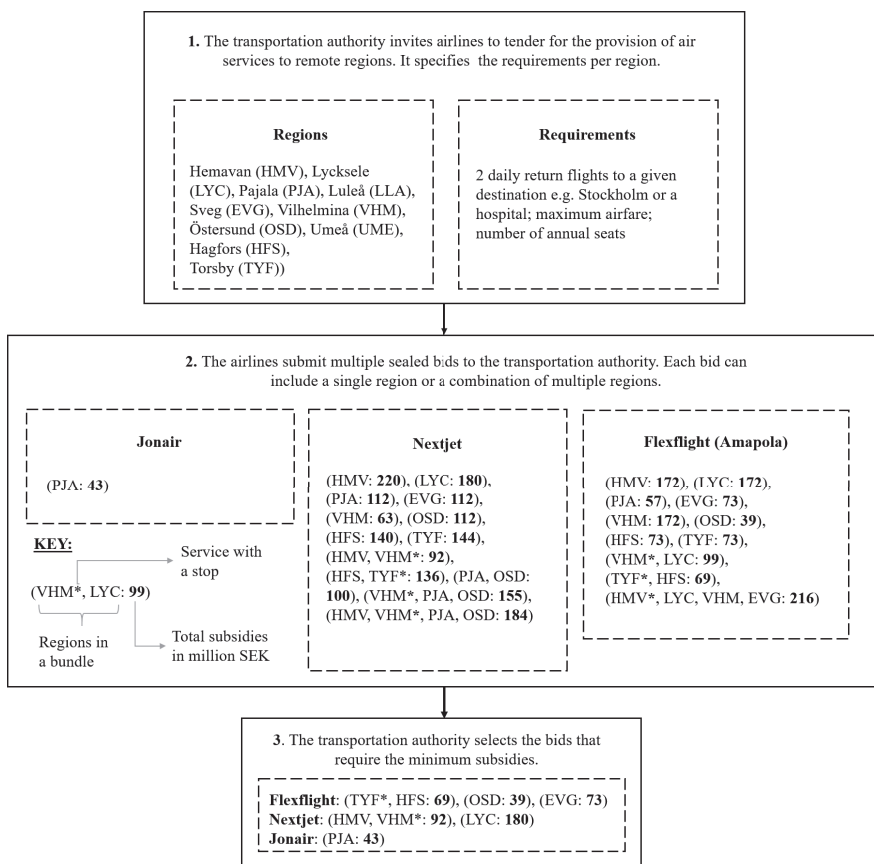 1. The transportation authority invites airlines to tender for the provision of air
services to remote regions. It specifies the requirements per region.
Regions
Hemavan (HMV), Lycksele
(LYC), Pajala (PJA), Luleå (LLA),
Sveg (EVG), Vilhelmina (VHM),
Östersund (OSD), Umeå (UME),
Hagfors (HFS),
Torsby (TYF))
Requirements
2 daily return flights to a given
destination e.g. Stockholm or a
hospital; maximum airfare;
number of annual seats
2. The airlines submit multiple sealed bids to the transportation authority. Each bid can
include a single region or a combination of multiple regions.
Jonair
(PJA: 43)
KEY:
Service with
a stop
(VHM*, LYC: 99)
Regions in
a bundle
Total subsidies
in million SEK
Nextjet
(HMV: 220), (LYC: 180),
(PJA: 112), (EVG: 112),
(VHM: 63), (OSD: 112),
(HFS: 140), (TYF: 144),
(HMV, VHM*: 92),
(HFS, TYF*: 136), (PJA, OSD:
100), (VHM*, PJA, OSD: 155),
(HMV, VHM*, PJA, OSD: 184)
Flexflight (Amapola)
(HMV: 172), (LYC: 172),
(PJA: 57), (EVG: 73),
(VHM: 172), (OSD: 39),
(HFS: 73), (TYF: 73),
(VHM*, LYC: 99),
(TYF*, HFS: 69),
(HMV*, LYC, VHM, EVG: 216)
3. The transportation authority selects the bids that
require the minimum subsidies.
Flexflight: (TYF*, HFS: 69), (OSD: 39), (EVG: 73)
Nextjet: (HMV, VHM*: 92), (LYC: 180)
Jonair: (PJA: 43)